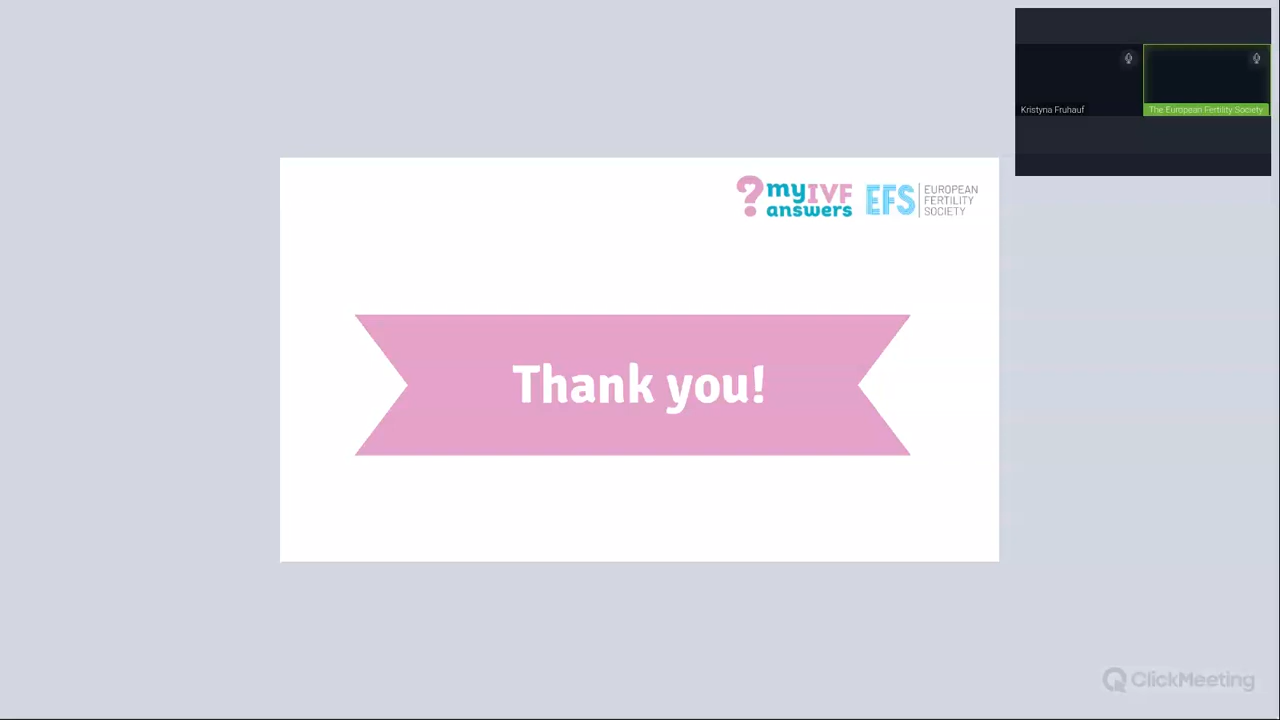 Kristyna Fruhauf
The European Fertility Society
?myIVF
answers
EFS
EUROPEAN
FERTILITY
SOCIETY
Thank you!
ClickMeeting